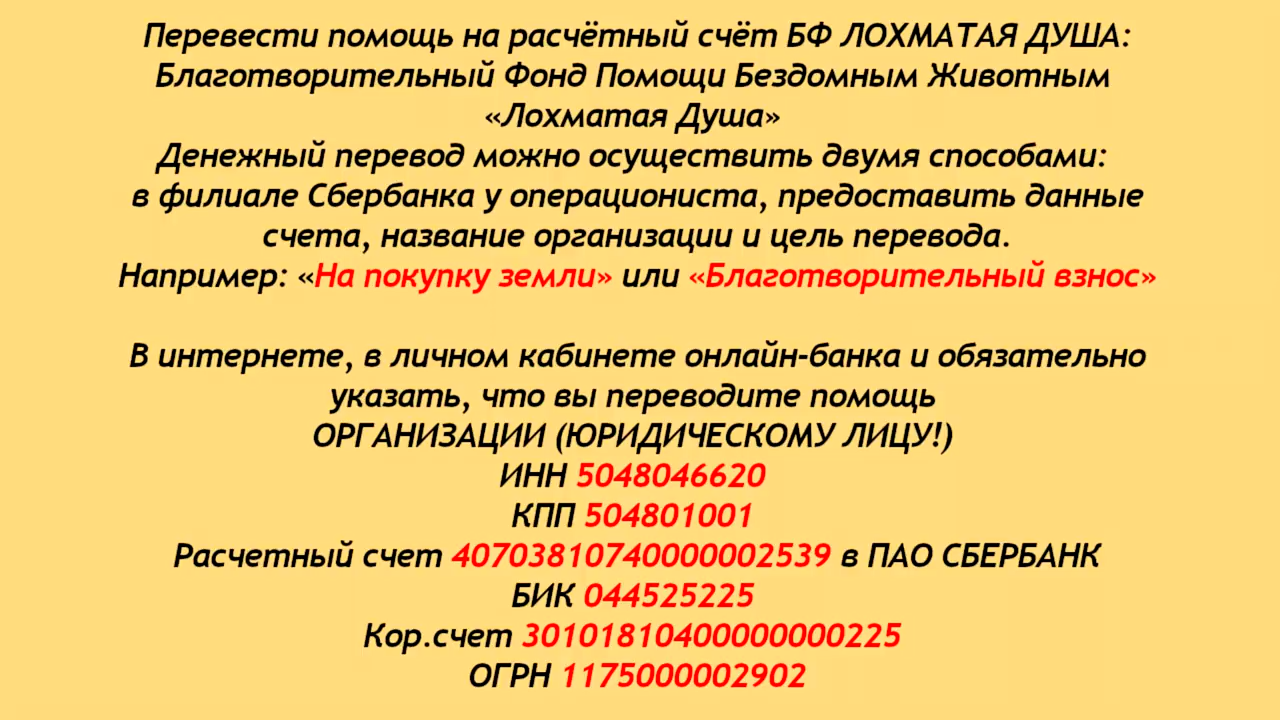 Перевести помощь на расчётный счёт БФ ЛОХМАТАЯ ДУША:
Благотворительный Фонд Помощи Бездомным Животным
«Лохматая Душа»
Денежный перевод можно осуществить двумя способами:
в филиале Сбербанка у операциониста, предоставить данные
счета, название организации и цель перевода.
Например: «На покупку земли» или «Благотворительный взнос»
В интернете, в личном кабинете онлайн-банка и обязательно
указать, что вы переводите помощь
ОРГАНИЗАЦИИ (ЮРИДИЧЕСКОМУ ЛИЦУ!)
ИНН 5048046620
КПП 504801001
Расчетный счет 40703810740000002539 в ПАО СБЕРБАНК
БИК 044525225
Кор.счет 30101810400000000225
ОГРН 1175000002902